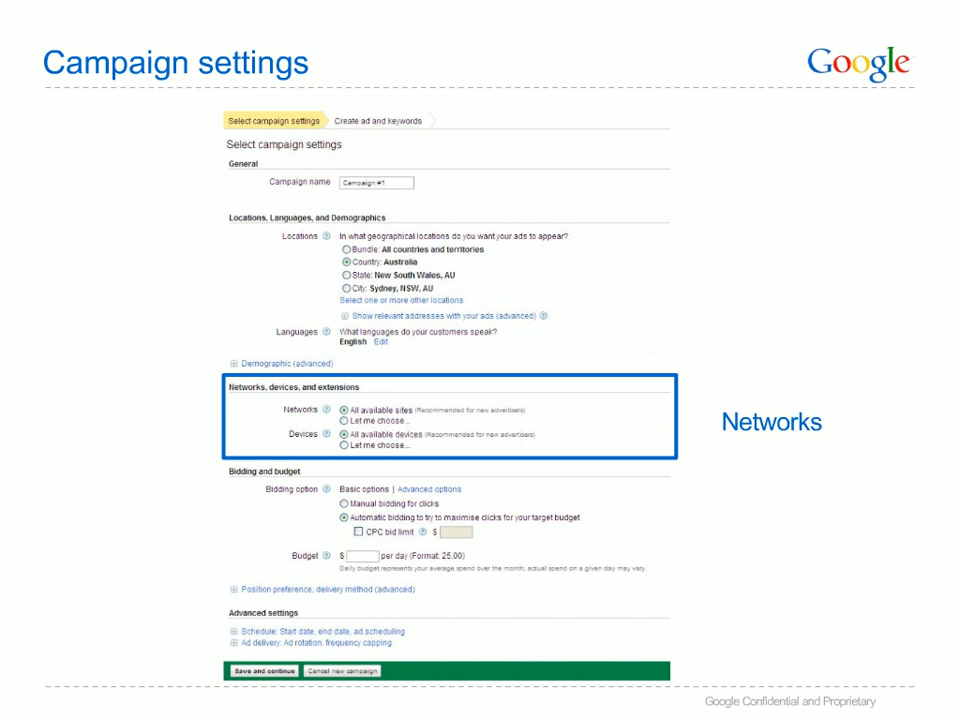 Campaign settings
Google
Select campaign settings Create ad and keywords
Select campaign settings
General
Campaign name Campaign #1
Locations, Languages, and Demographics
Locations ? In what geographical locations do you want your ads to appear?
Bundle: All countries and territories
Country: Australia
State: New South Wales, AU
City: Sydney, NSW, AU
Select one or more other locations
Show relevant addresses with your ads (advanced) ?
Languages ? What languages do your customers speak?
English Edit
Demographic (advanced)
Networks, devices, and extensions
Networks ? All available sites (Recommended for new advertisers)
Let me choose...
Networks
Devices ? All available devices (Recommended for new advertisers)
Let me choose...
Bidding and budget
Bidding option ? Basic options | Advanced options
Manual bidding for clicks
Automatic bidding to try to maximise clicks for your target budget
CPC bid limit ? $
Budget ? $ per day (Format: 25.00)
Daily budget represents your average spend over the month; actual spend on a given day may vary.
Position preference, delivery method (advanced)
Advanced settings
Schedule: Start date, end date, ad scheduling
Ad delivery: Ad rotation, frequency capping
Save and continue Cancel new campaign
Google Confidential and Proprietary